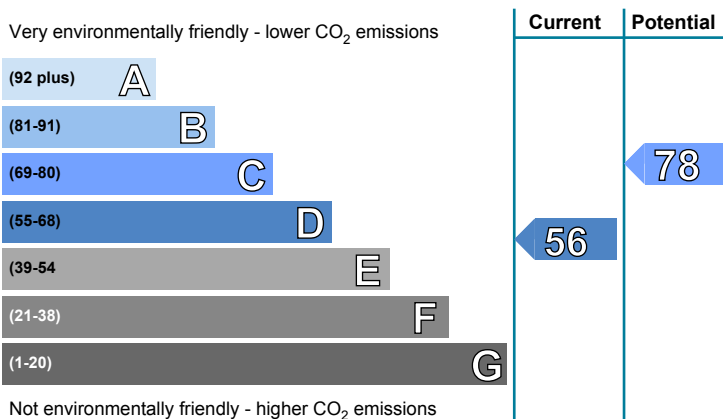 Very environmentally friendly - lower CO2 emissions
Current
Potential
(92 plus) A
(81-91) B
(69-80) C
78
(55-68) D
56
(39-54 E
(21-38) F
(1-20) G
Not environmentally friendly - higher CO2 emissions